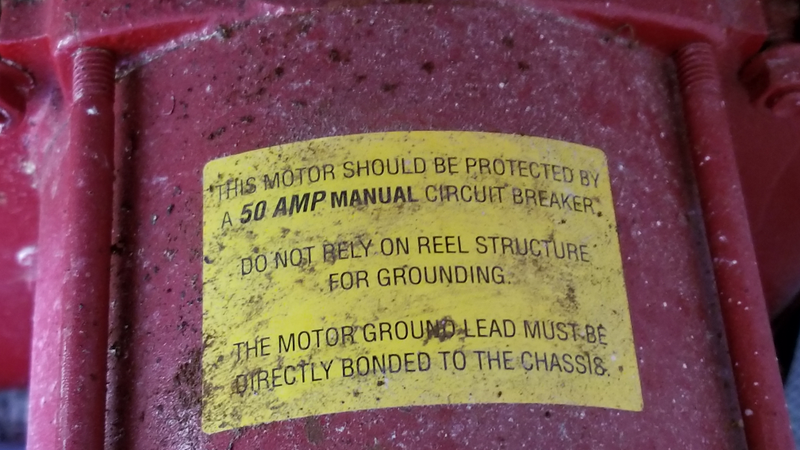 THIS MOTOR SHOULD BE PROTECTED BY
A 50 AMP MANUAL CIRCUIT BREAKER.
DO NOT RELY ON REEL STRUCTURE
FOR GROUNDING.
THE MOTOR GROUND LEAD MUST BE
DIRECTLY BONDED TO THE CHASSIS.